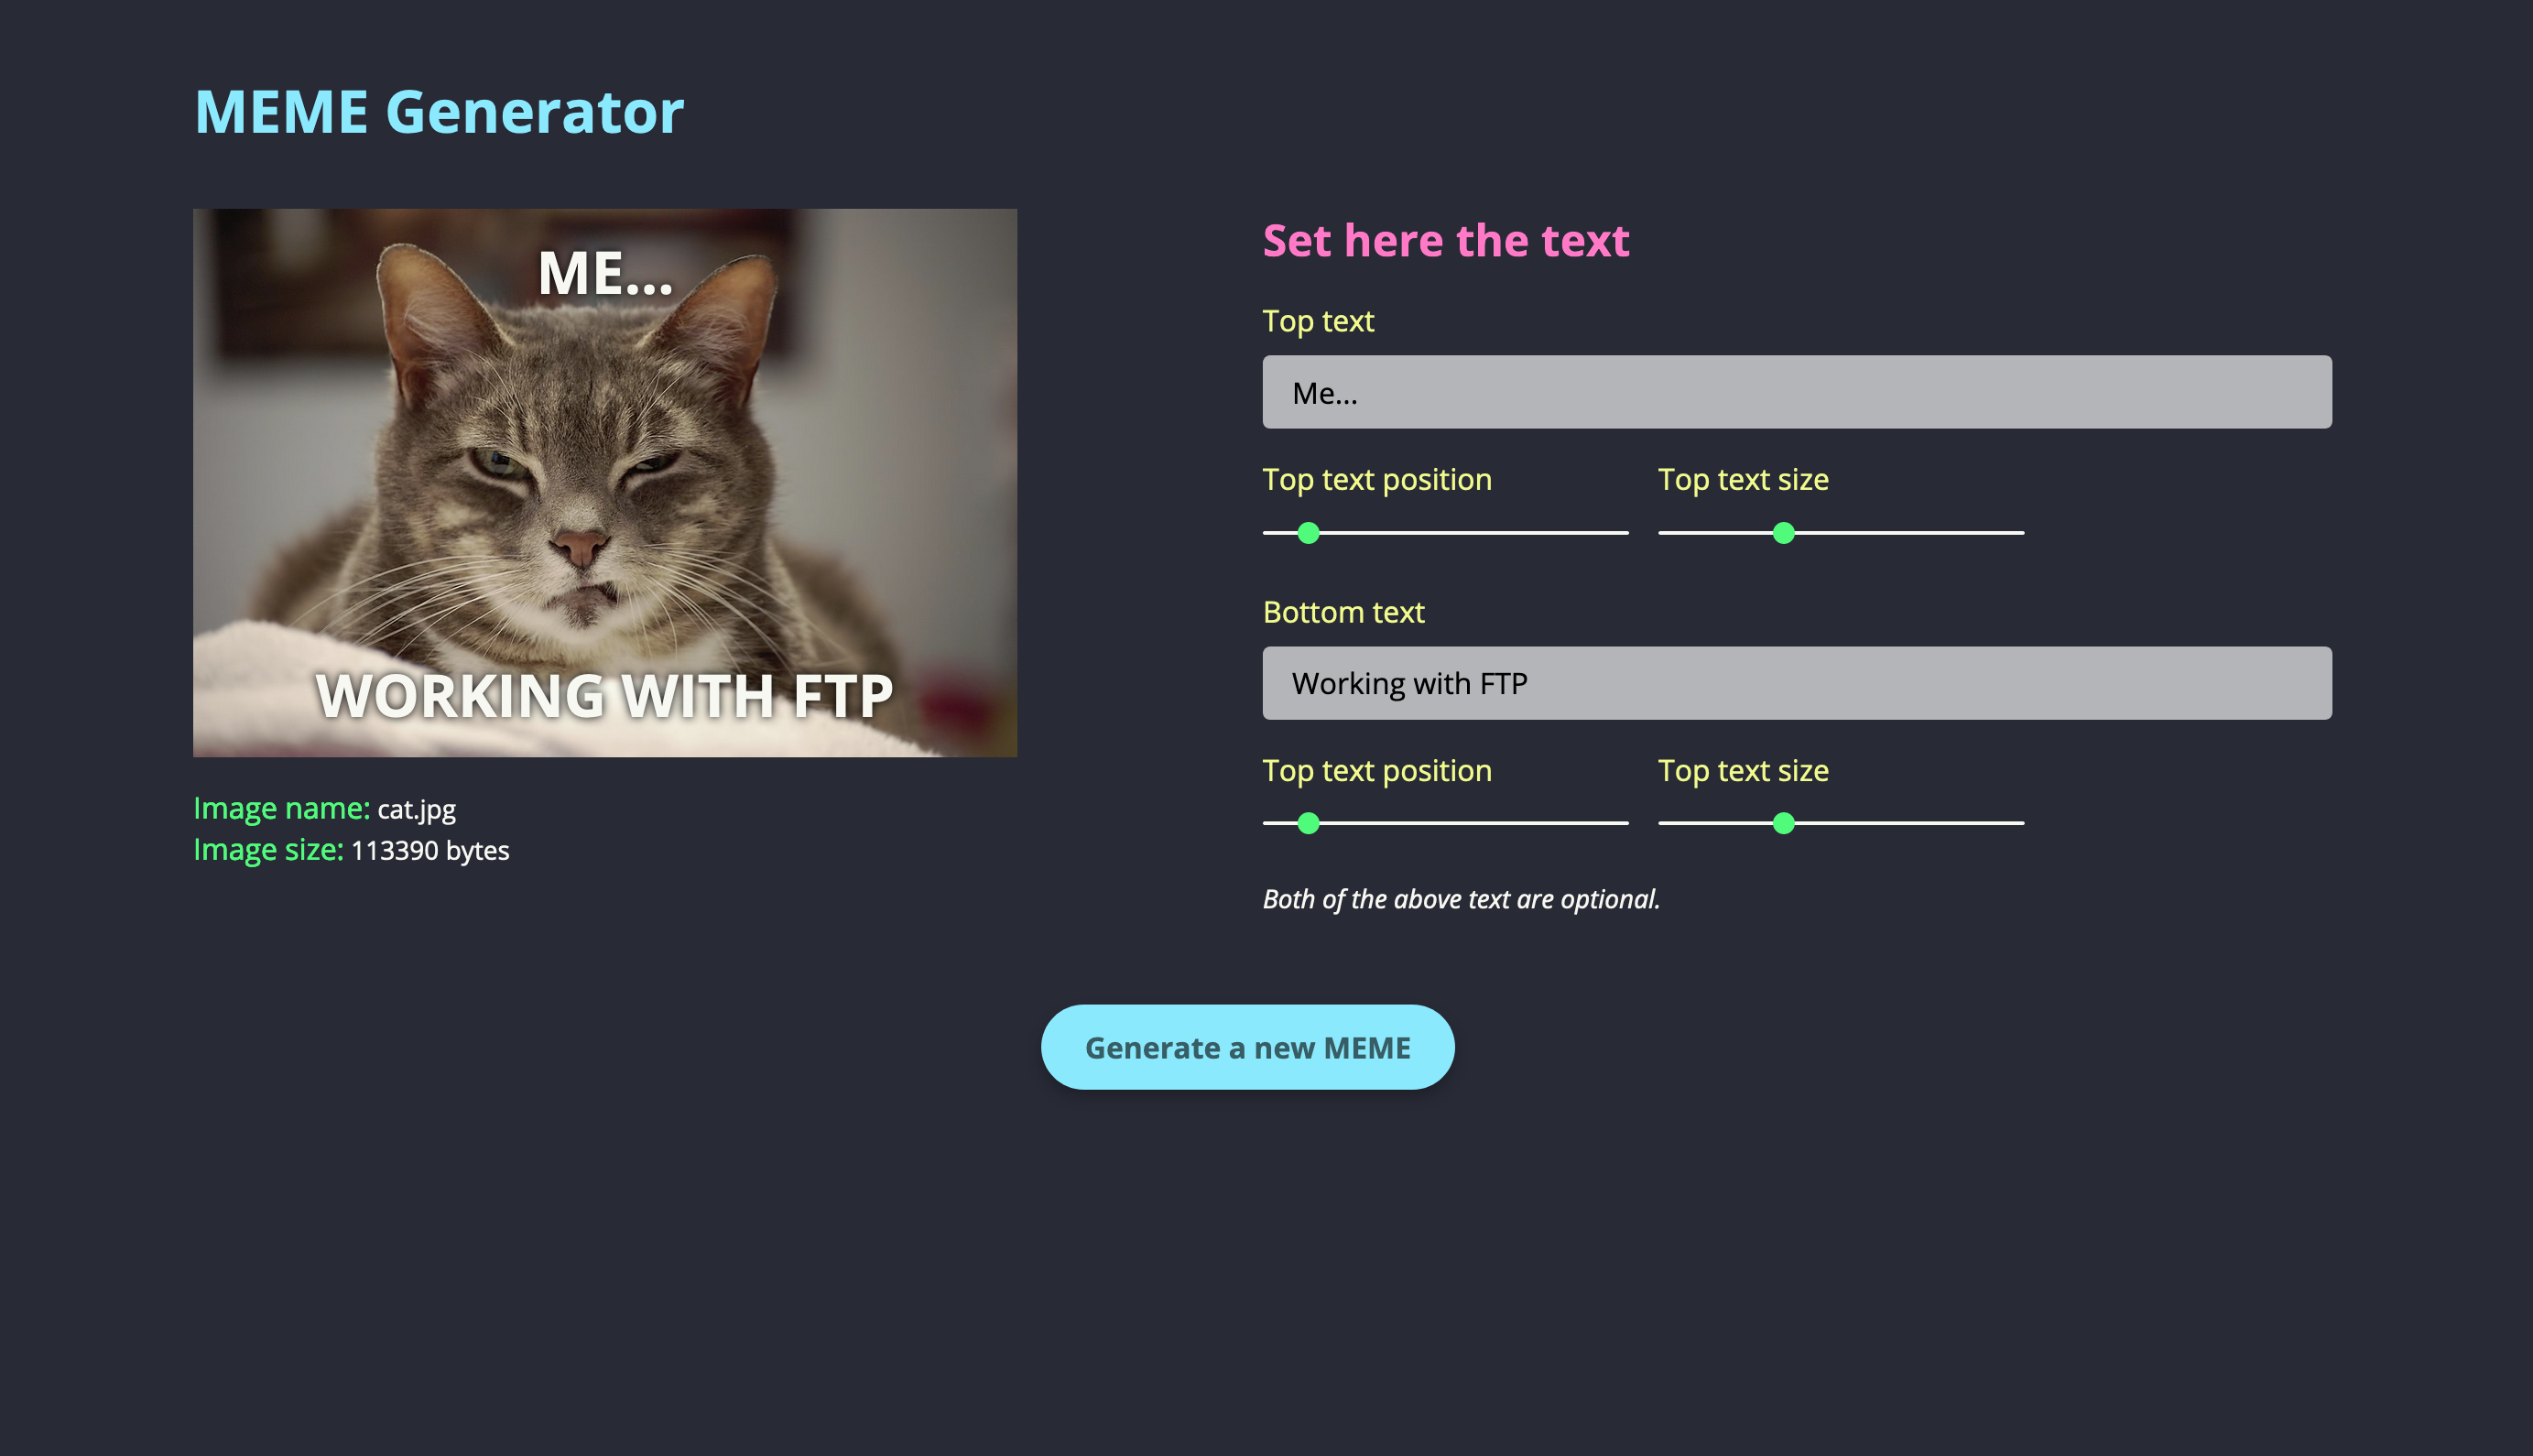 MEME Generator
ME...
WORKING WITH FTP
Image name: cat.jpg
Image size: 113390 bytes
Set here the text
Top text
Me...
Top text position
Top text size
Bottom text
Working with FTP
Top text position
Top text size
Both of the above text are optional.
Generate a new MEME